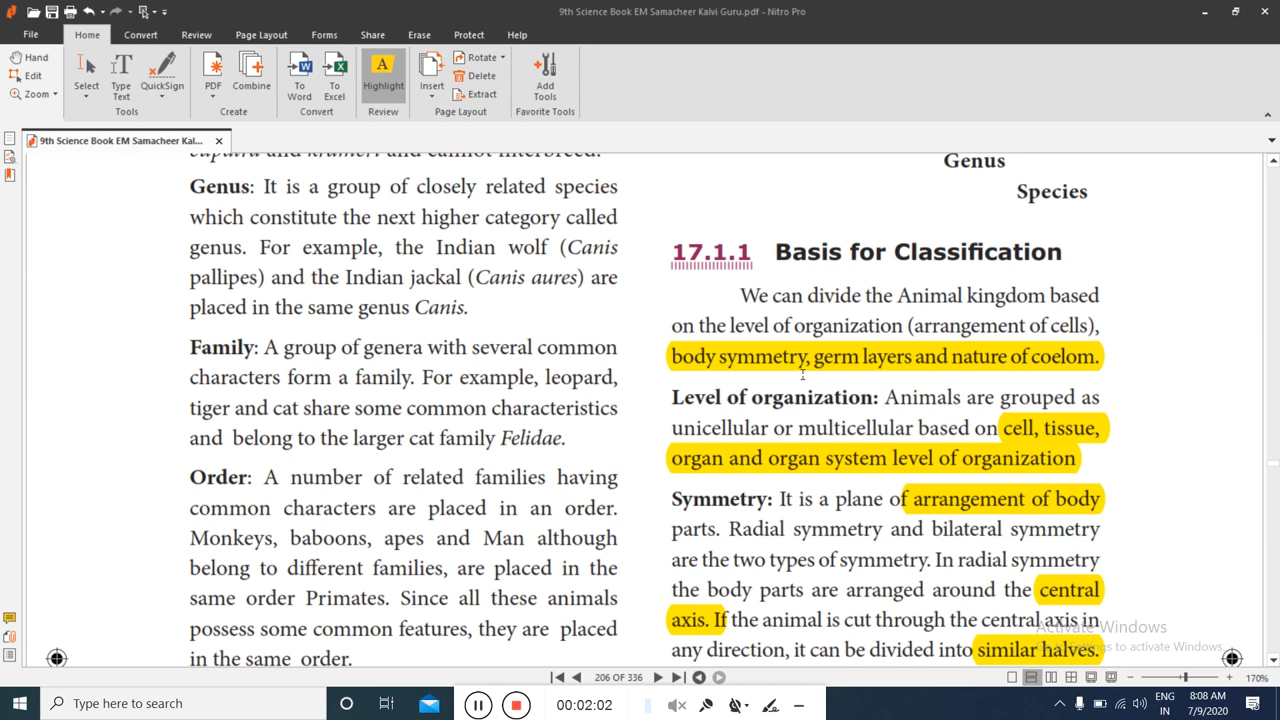 9th Science Book EM Samacheer Kalvi Guru.pdf - Nitro Pro
File Home Convert Review Page Layout Forms Share Erase Protect Help
Hand
Edit
Zoom
Select
Type Text
QuickSign
Tools
PDF
Combine
Create
To Word
To Excel
Convert
A
Highlight
Review
Insert
Rotate
Delete
Extract
Page Layout
Add Tools
Favorite Tools
9th Science Book EM Samacheer Kal...
Genus: It is a group of closely related species
which constitute the next higher category called
genus. For example, the Indian wolf (Canis
pallipes) and the Indian jackal (Canis aures) are
placed in the same genus Canis.
Family: A group of genera with several common
characters form a family. For example, leopard,
tiger and cat share some common characteristics
and belong to the larger cat family Felidae.
Order: A number of related families having
common characters are placed in an order.
Monkeys, baboons, apes and Man although
belong to different families, are placed in the
same order Primates. Since all these animals
possess some common features, they are placed
in the same order.
Genus
Species
17.1.1 Basis for Classification
We can divide the Animal kingdom based
on the level of organization (arrangement of cells),
body symmetry, germ layers and nature of coelom.
Level of organization: Animals are grouped as
unicellular or multicellular based on cell, tissue,
organ and organ system level of organization
Symmetry: It is a plane of arrangement of body
parts. Radial symmetry and bilateral symmetry
are the two types of symmetry. In radial symmetry
the body parts are arranged around the central
axis. If the animal is cut through the central axis in
any direction, it can be divided into similar halves.
Activate Windows
to activate Windows.
206 OF 336
170%
Type here to search
00:02:02
ENG
IN
8:08 AM
7/9/2020